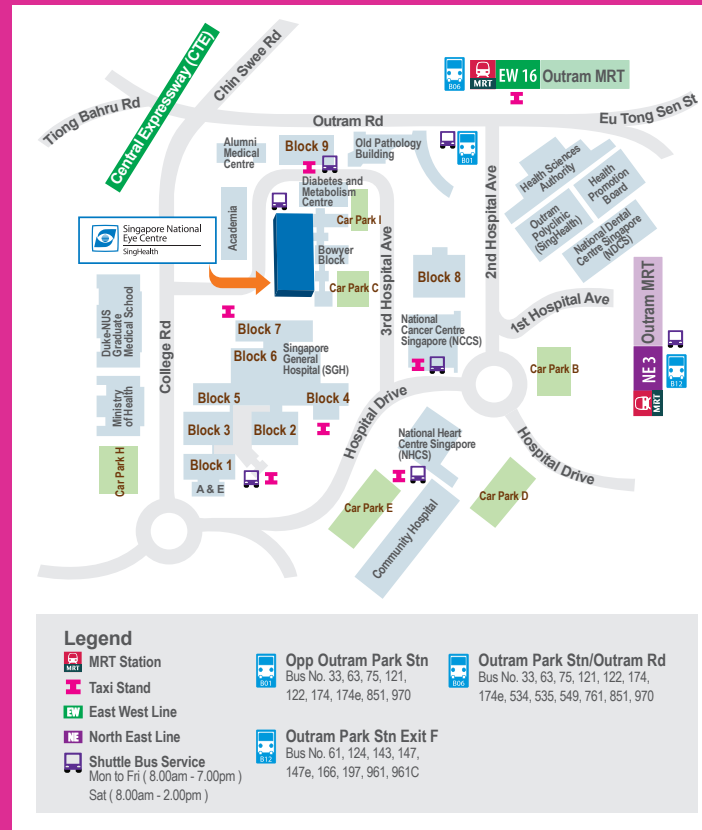 Central Expressway (CTE)
Chin Swee Rd
Tiong Bahru Rd
B06
MRT
EW 16
Outram MRT
Outram Rd
Eu Tong Sen St
Alumni
Medical
Centre
Block 9
Old Pathology
Building
B01
Diabetes and
Metabolism
Centre
Health Sciences
Authority
Health
Promotion
Board
Outram
Polyclinic
(SingHealth)
National Dental
Centre Singapore
(NDCS)
2nd Hospital Ave
Singapore National
Eye Centre
SingHealth
Academia
Car Park I
Bowyer
Block
Car Park C
3rd Hospital Ave
Block 8
1st Hospital Ave
Outram MRT
NE 3
MRT
B12
Duke-NUS
Graduate
Medical School
College Rd
Block 7
Block 6
Singapore
General
Hospital (SGH)
National
Cancer Centre
Singapore (NCCS)
Car Park B
Ministry
of Health
Block 5
Block 4
Block 3
Block 2
Hospital Drive
National Heart
Centre Singapore
(NHCS)
Hospital Drive
Car Park H
Block 1
A & E
Car Park E
Community Hospital
Car Park D
Legend
MRT
MRT Station
Taxi Stand
EW
East West Line
NE
North East Line
Shuttle Bus Service
Mon to Fri ( 8.00am - 7.00pm )
Sat ( 8.00am - 2.00pm )
B01
Opp Outram Park Stn
Bus No. 33, 63, 75, 121,
122, 174, 174e, 851, 970
B12
Outram Park Stn Exit F
Bus No. 61, 124, 143, 147,
147e, 166, 197, 961, 961C
B06
Outram Park Stn/Outram Rd
Bus No. 33, 63, 75, 121, 122, 174,
174e, 534, 535, 549, 761, 851, 970